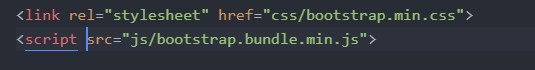 <link rel="stylesheet" href="css/bootstrap.min.css">
<script src="js/bootstrap.bundle.min.js">